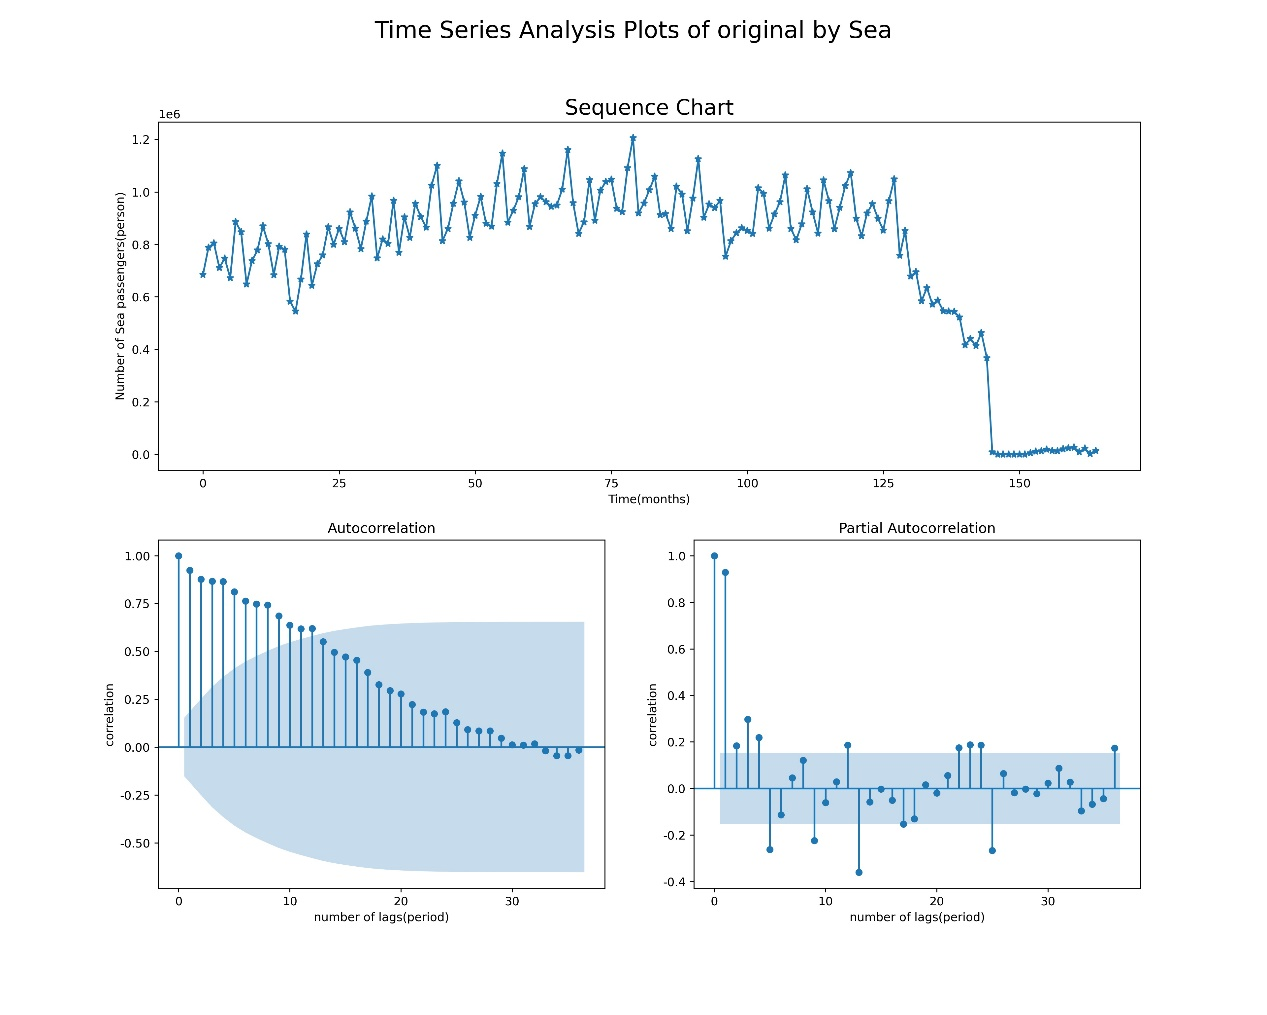 Time Series Analysis Plots of original by Sea
Sequence Chart
1e6
Number of Sea passengers(person)
1.2
1.0
0.8
0.6
0.4
0.2
0.0
0 25 50 75 100 125 150
Time(months)
Autocorrelation
correlation
1.00
0.75
0.50
0.25
0.00
-0.25
-0.50
0 10 20 30
number of lags(period)
Partial Autocorrelation
correlation
1.0
0.8
0.6
0.4
0.2
0.0
-0.2
-0.4
0 10 20 30
number of lags(period)